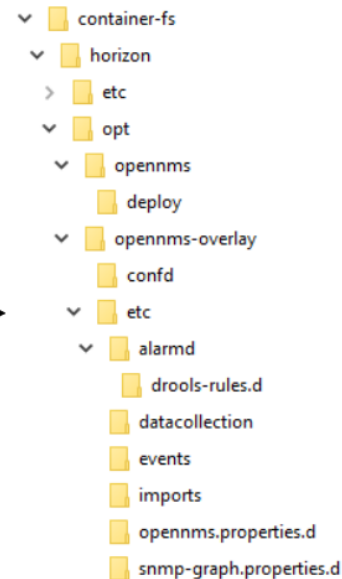 container-fs
horizon
etc
opt
opennms
deploy
opennms-overlay
confd
etc
alarmd
drools-rules.d
datacollection
events
imports
opennms.properties.d
snmp-graph.properties.d